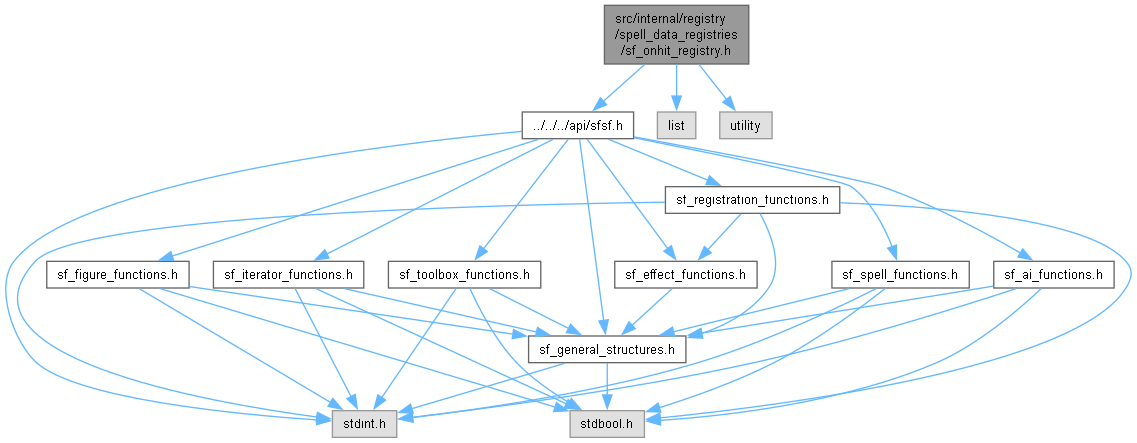 src/internal/registry
/spell_data_registries
/sf_onhit_registry.h
../../../api/sfsf.h
list
utility
sf_registration_functions.h
sf_figure_functions.h
sf_iterator_functions.h
sf_toolbox_functions.h
sf_effect_functions.h
sf_spell_functions.h
sf_ai_functions.h
sf_general_structures.h
stdint.h
stdbool.h